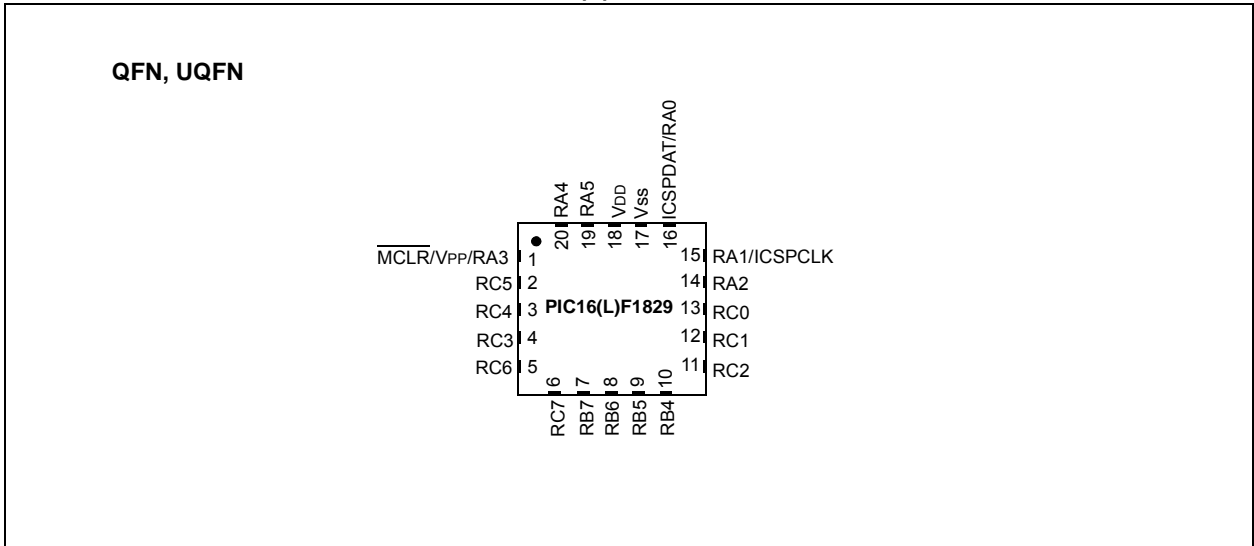 QFN, UQFN
RA4
RA5
VDD
Vss
ICSPDAT/RA0
20
19
18
17
16
MCLR/VPP/RA3 1
15 RA1/ICSPCLK
RC5 2
14 RA2
RC4 3
PIC16(L)F1829
13 RC0
RC3 4
12 RC1
RC6 5
11 RC2
6
7
8
9
10
RC7
RB7
RB6
RB5
RB4